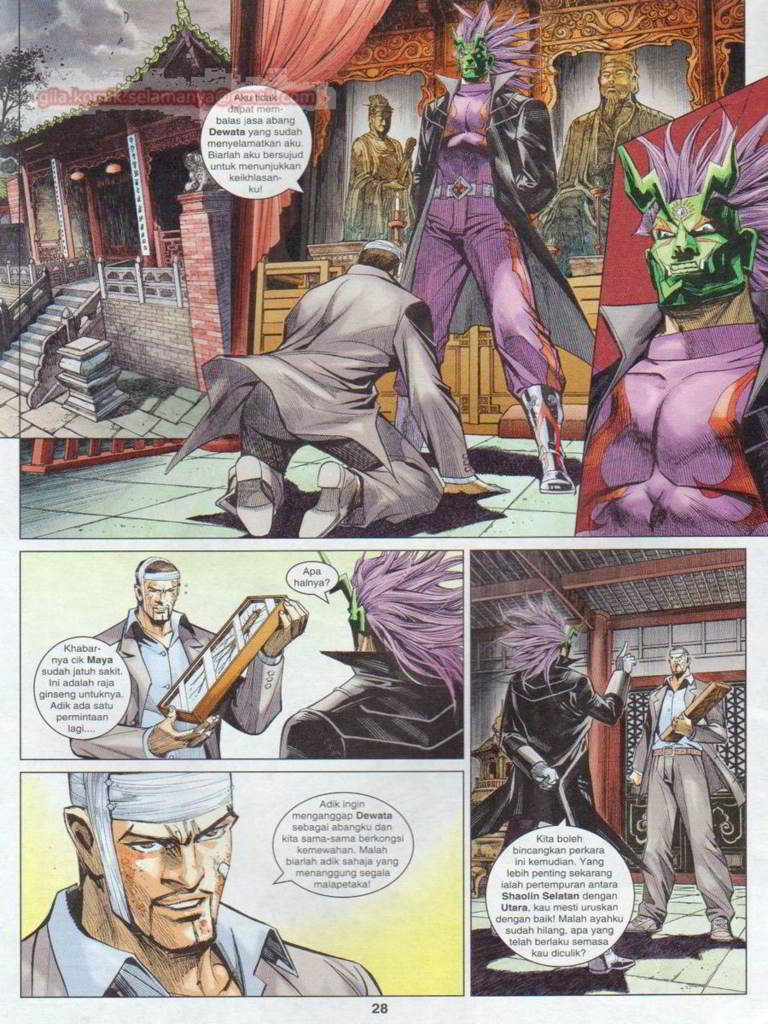 gila.komik.selamanya@
.com
Aku tidak
dapat mem-
balas jasa abang
Dewata yang sudah
menyelamatkan aku.
Biarlah aku bersujud
untuk menunjukkan
keikhlasan-
ku!
Khabar-
nya cik Maya
sudah jatuh sakit.
Ini adalah raja
ginseng untuknya.
Adik ada satu
permintaan
lagi....
Apa
halnya?
Adik ingin
menganggap Dewata
sebagai abangku dan
kita sama-sama berkongsi
kemewahan. Malah
biarlah adik sahaja yang
menanggung segala
malapetaka!
Kita boleh
bincangkan perkara
ini kemudian. Yang
lebih penting sekarang
ialah pertempuran antara
Shaolin Selatan dengan
Utara, kau mesti uruskan
dengan baik! Malah ayahku
sudah hilang, apa yang
telah berlaku semasa
kau diculik?
28